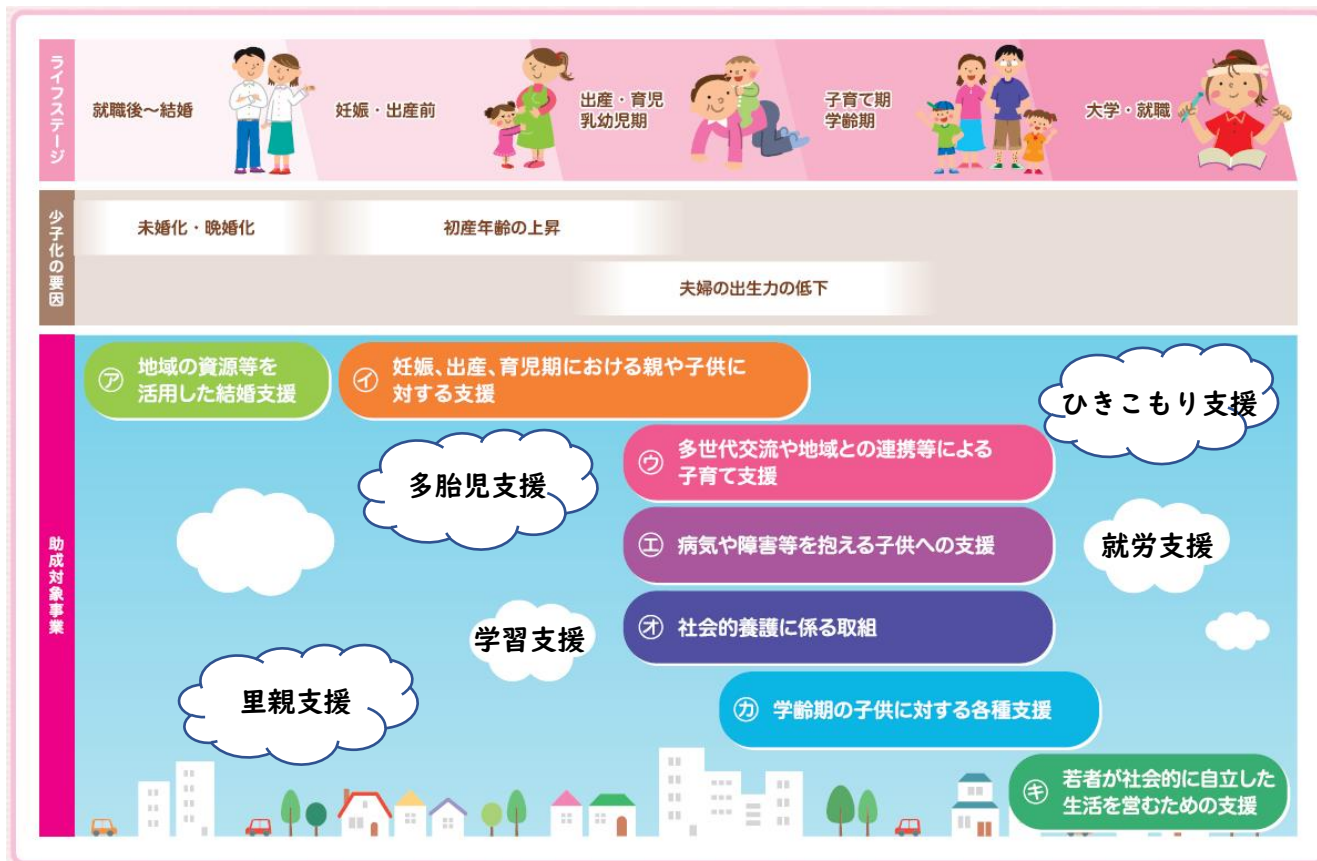 ライフステージ
就職後～結婚
妊娠・出産前
出産・育児
乳幼児期
子育て期
学齢期
大学・就職
少子化の要因
未婚化・晩婚化
初産年齢の上昇
夫婦の出生力の低下
助成対象事業
㋐ 地域の資源等を
活用した結婚支援
㋑ 妊娠、出産、育児期における親や子供に
対する支援
ひきこもり支援
多胎児支援
㋒ 多世代交流や地域との連携等による
子育て支援
㋓ 病気や障害等を抱える子供への支援
就労支援
学習支援
㋔ 社会的養護に係る取組
里親支援
㋕ 学齢期の子供に対する各種支援
㋖ 若者が社会的に自立した
生活を営むための支援